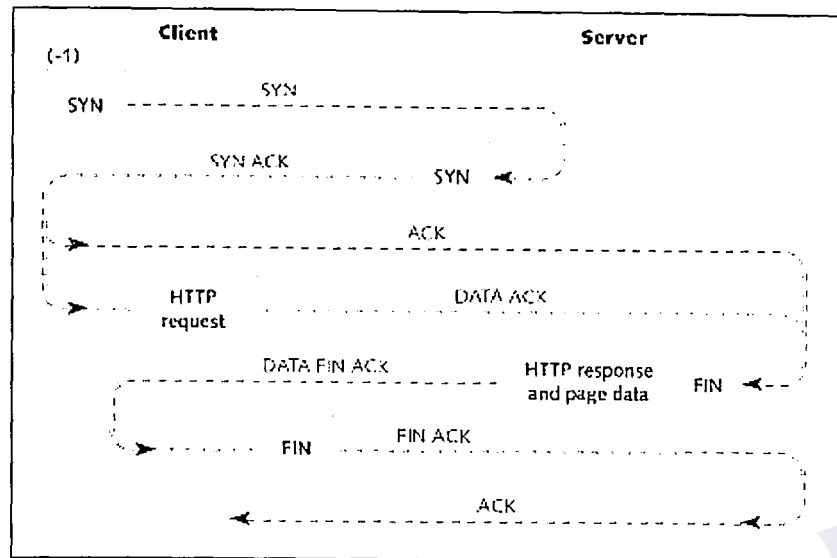 Client Server
(-1)
SYN
SYN
SYN ACK
SYN
ACK
HTTP
request
DATA ACK
DATA FIN ACK
HTTP response
and page data
FIN
FIN
FIN ACK
ACK